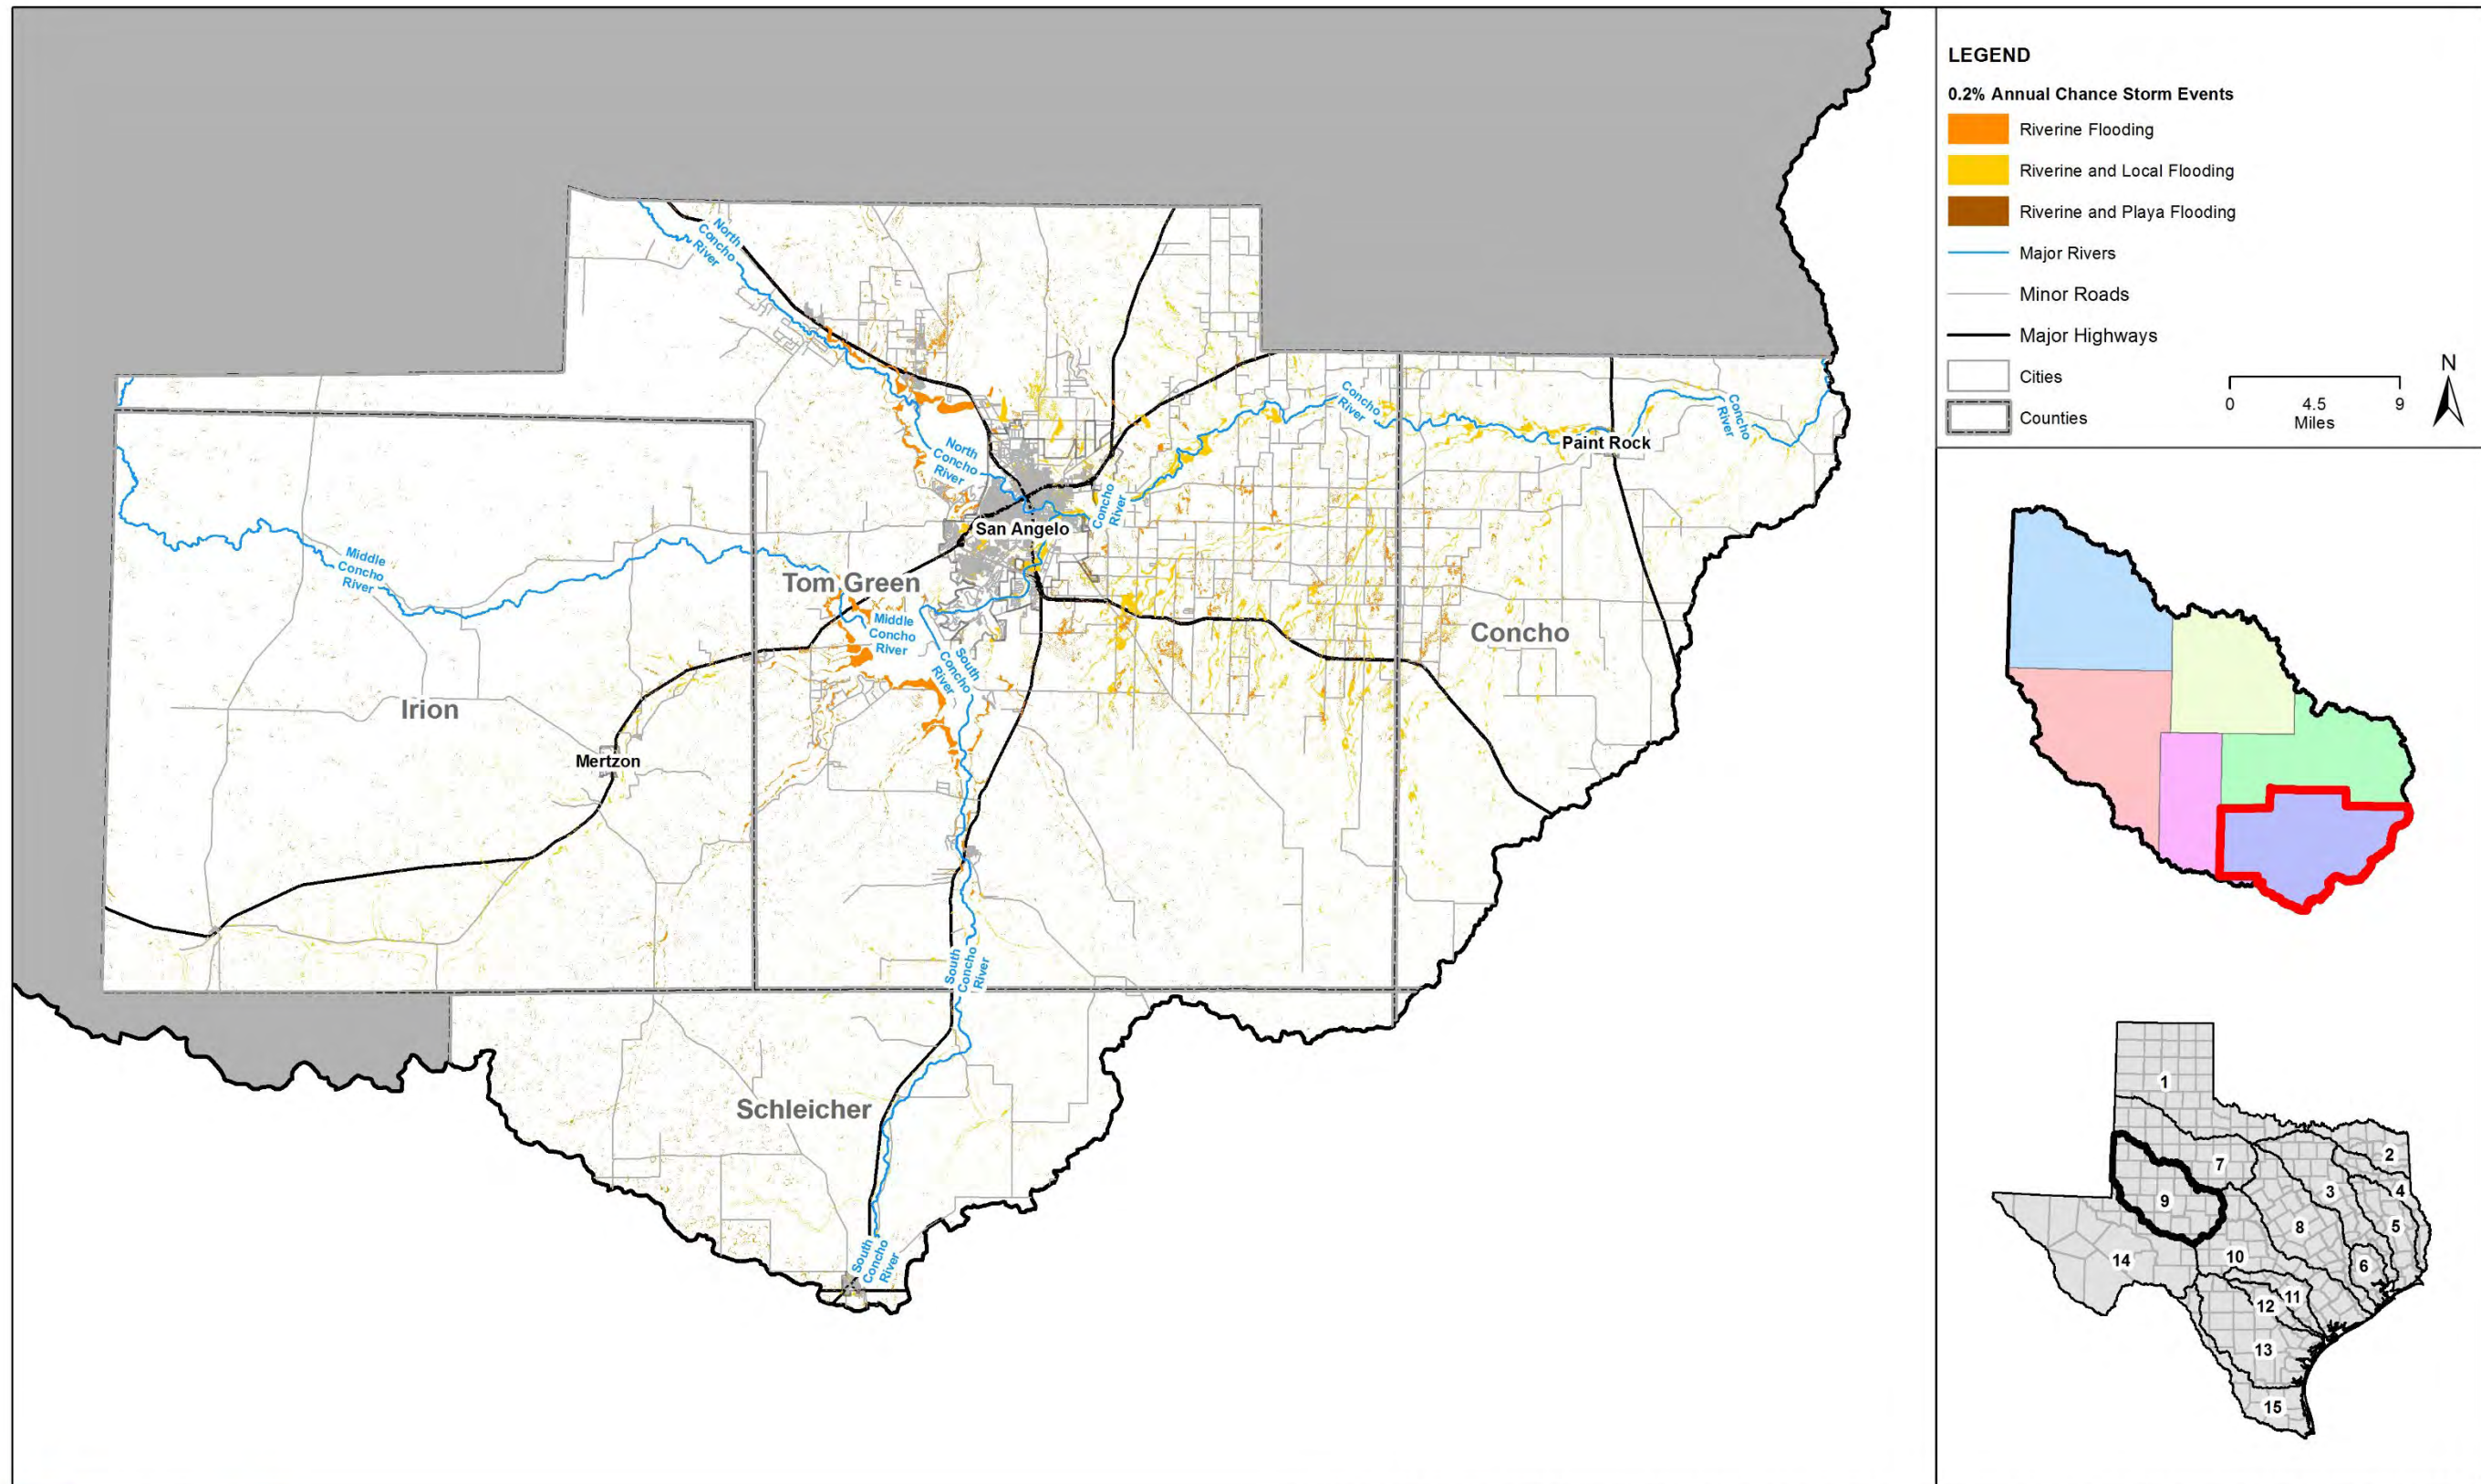 North
Concho
River
North
Concho
River
Concho
River
Concho
River
Concho
River
Paint Rock
San Angelo
Middle
Concho
River
Tom Green
Middle
Concho
River
South
Concho
River
Concho
Irion
Mertzon
South
Concho
River
Schleicher
South
Concho
River
LEGEND
0.2% Annual Chance Storm Events
Riverine Flooding
Riverine and Local Flooding
Riverine and Playa Flooding
Major Rivers
Minor Roads
Major Highways
Cities
Counties
0 4.5 9
Miles
N
1
2
7
3
4
9
8
5
10
14
6
11
12
13
15